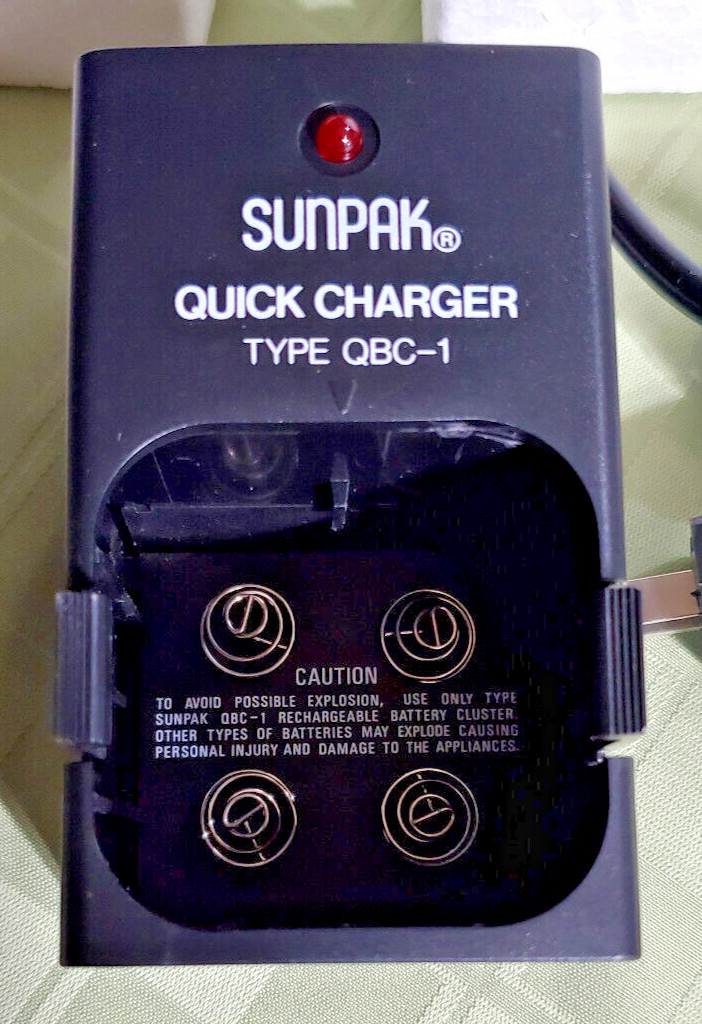 SUNPAK®
QUICK CHARGER
TYPE QBC-1
CAUTION
TO AVOID POSSIBLE EXPLOSION, USE ONLY TYPE
SUNPAK QBC-1 RECHARGEABLE BATTERY CLUSTER.
OTHER TYPES OF BATTERIES MAY EXPLODE CAUSING
PERSONAL INJURY AND DAMAGE TO THE APPLIANCES.